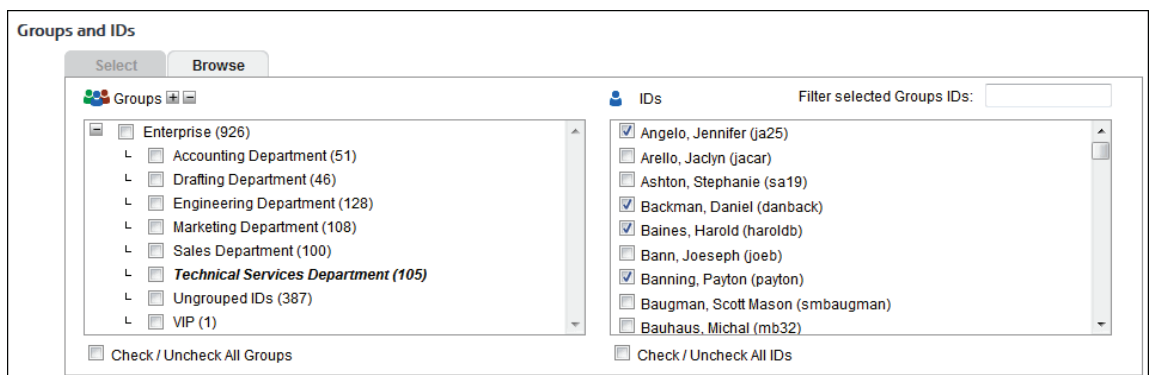 Groups and IDs
Select Browse
Groups
Enterprise (926)
Accounting Department (51)
Drafting Department (46)
Engineering Department (128)
Marketing Department (108)
Sales Department (100)
Technical Services Department (105)
Ungrouped IDs (387)
VIP (1)
Check / Uncheck All Groups
IDs Filter selected Groups IDs:
Angelo, Jennifer (ja25)
Arello, Jaclyn (jacar)
Ashton, Stephanie (sa19)
Backman, Daniel (danback)
Baines, Harold (haroldb)
Bann, Joeseph (joeb)
Banning, Payton (payton)
Baugman, Scott Mason (smbaugman)
Bauhaus, Michal (mb32)
Check / Uncheck All IDs